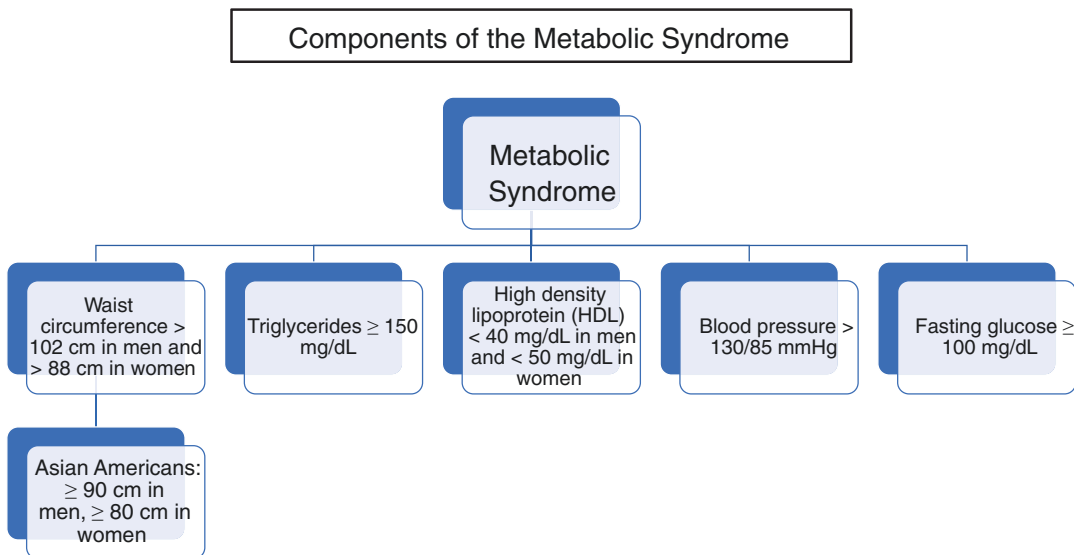 Components of the Metabolic Syndrome
Metabolic
Syndrome
Waist
circumference >
102 cm in men and
> 88 cm in women
Triglycerides ≥ 150
mg/dL
High density
lipoprotein (HDL)
< 40 mg/dL in men
and < 50 mg/dL in
women
Blood pressure >
130/85 mmHg
Fasting glucose ≥
100 mg/dL
Asian Americans:
≥ 90 cm in
men, ≥ 80 cm in
women